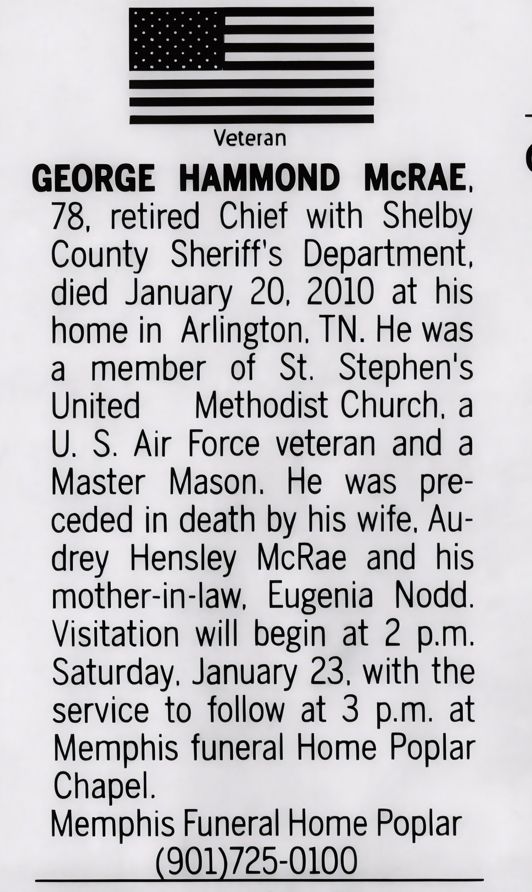 Veteran
GEORGE HAMMOND McRAE,
78, retired Chief with Shelby
County Sheriff's Department,
died January 20, 2010 at his
home in Arlington, TN. He was
a member of St. Stephen's
United Methodist Church, a
U. S. Air Force veteran and a
Master Mason. He was pre-
ceded in death by his wife, Au-
drey Hensley McRae and his
mother-in-law, Eugenia Nodd.
Visitation will begin at 2 p.m.
Saturday, January 23, with the
service to follow at 3 p.m. at
Memphis funeral Home Poplar
Chapel.
Memphis Funeral Home Poplar
(901)725-0100